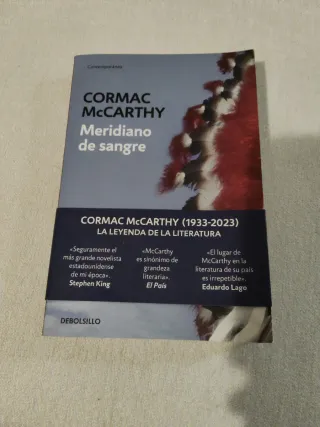 Contemporánea
CORMAC
McCARTHY
Meridiano
de sangre
CORMAC McCARTHY (1933-2023)
LA LEYENDA DE LA LITERATURA
«Seguramente el
más grande novelista
estadounidense
de mi época».
Stephen King
«McCarthy
es sinónimo de
grandeza
literaria».
El País
«El lugar de
McCarthy en la
literatura de su país
es irrepetible».
Eduardo Lago
DEBOLSILLO